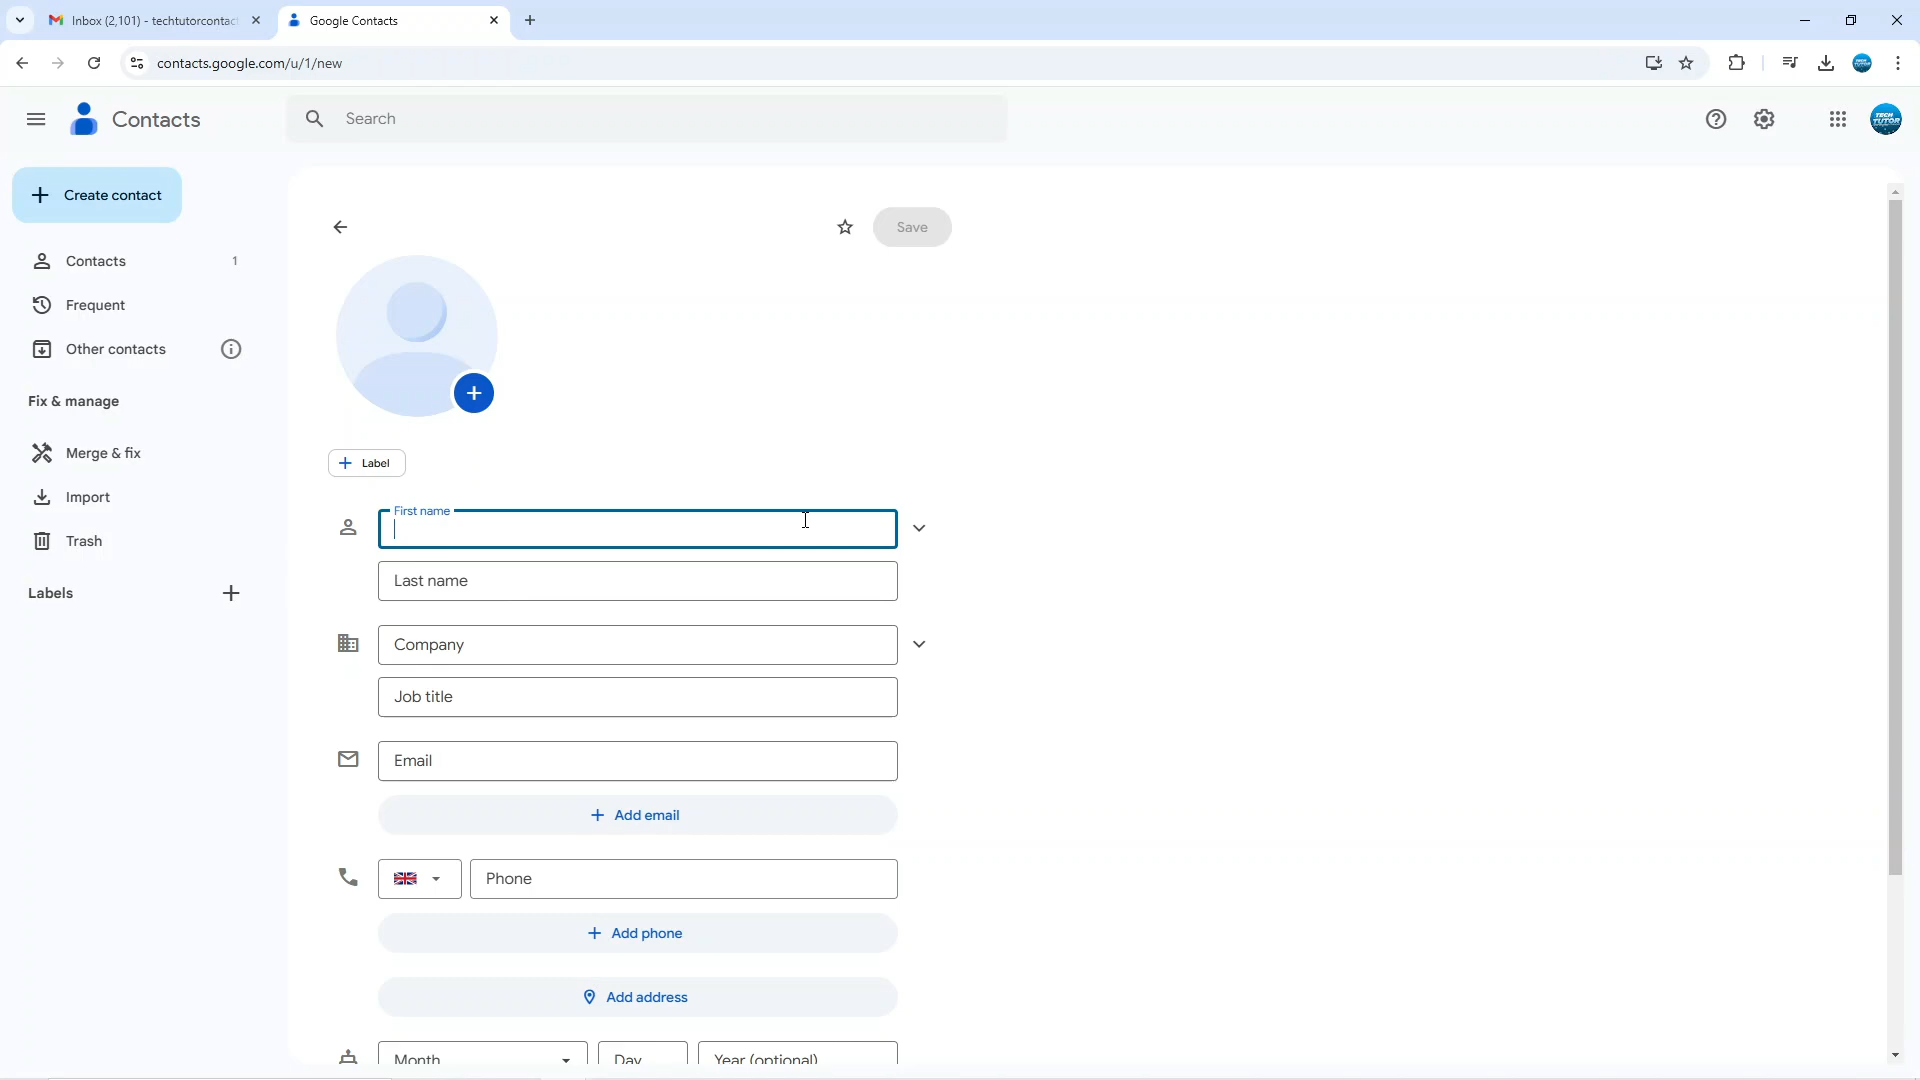 Inbox (2,101) - techtutorcontac
Google Contacts
contacts.google.com/u/1/new
Contacts
Search
TECH TUTOR
Create contact
Save
Contacts 1
Frequent
Other contacts
Fix & manage
Label
Merge & fix
Import
First name
Trash
Last name
Labels
Company
Job title
Email
Add email
Phone
Add phone
Add address
Month Day Year (optional)